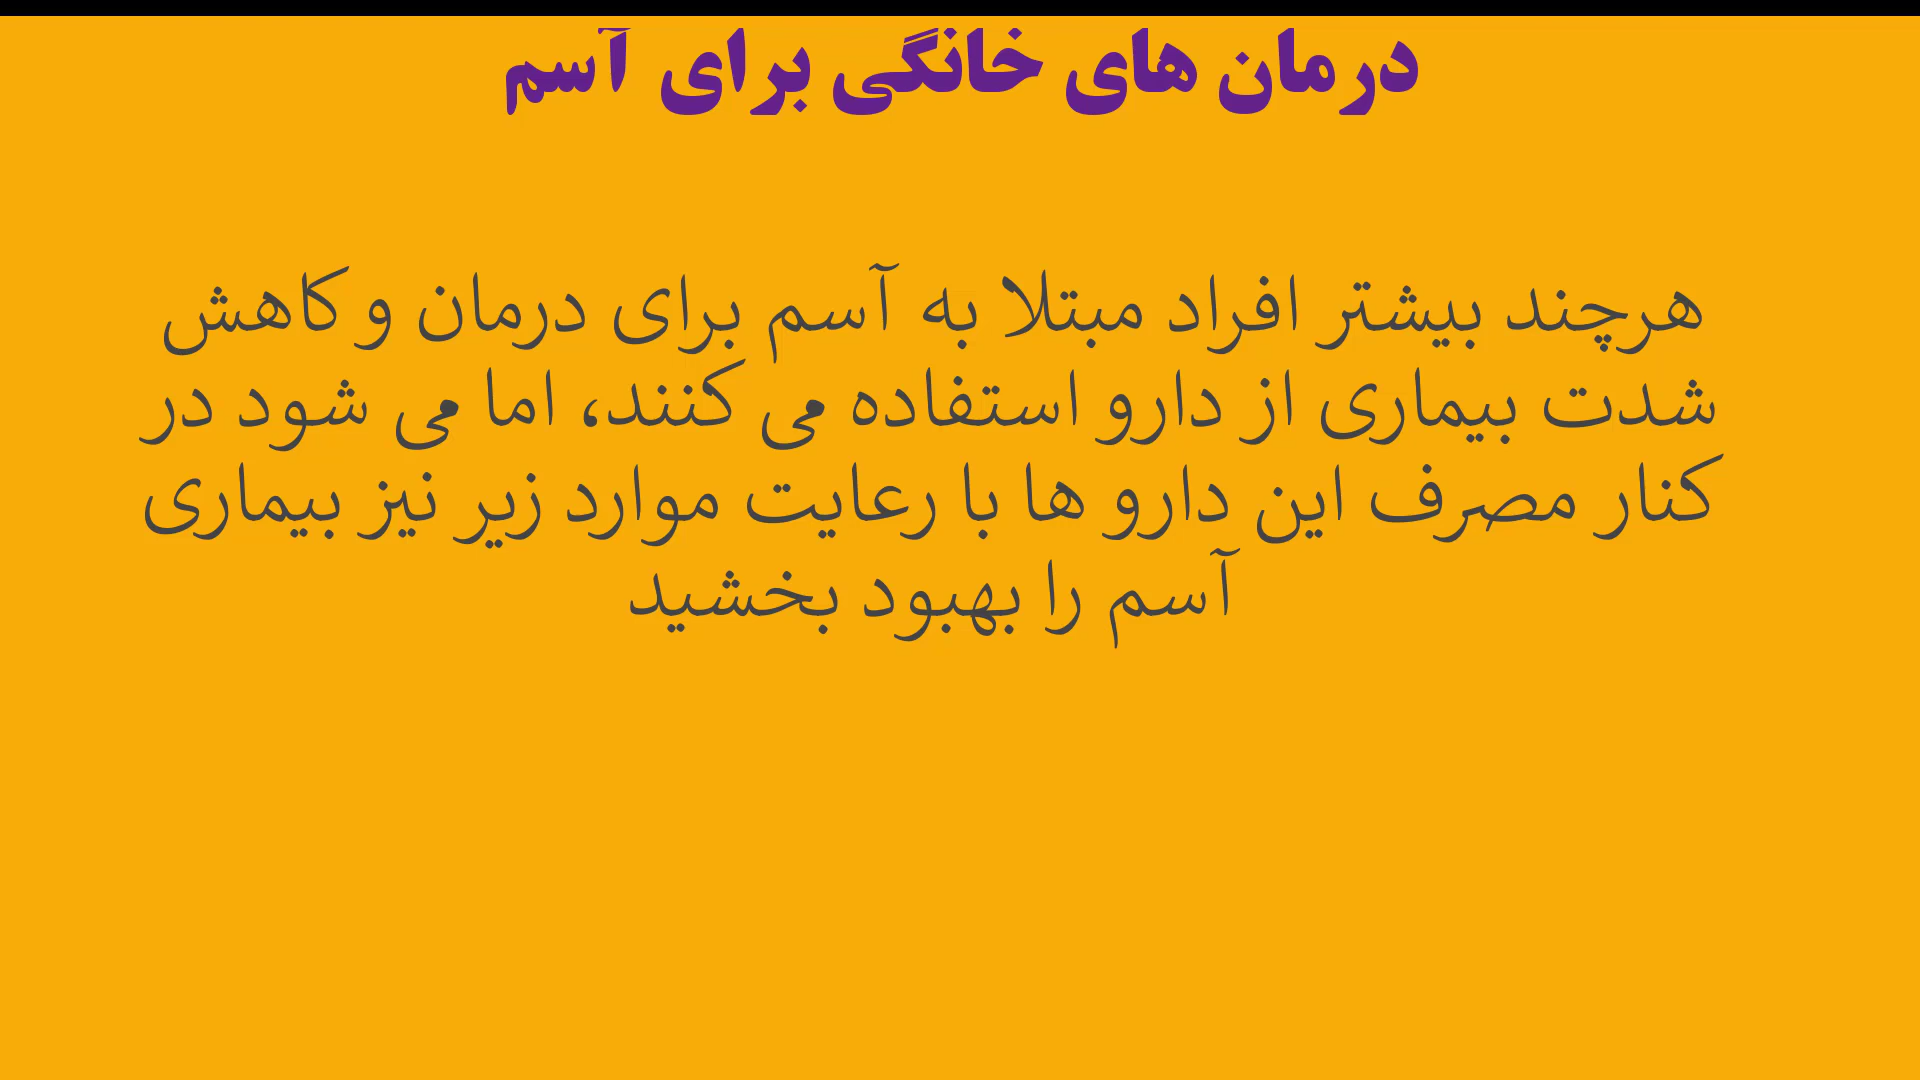 درمان های خانگی برای آسم
هرچند بیشتر افراد مبتلا به آسم برای درمان و کاهش
شدت بیماری از دارو استفاده می کنند، اما می شود در
کنار مصرف این دارو ها با رعایت موارد زیر نیز بیماری
آسم را بهبود بخشید